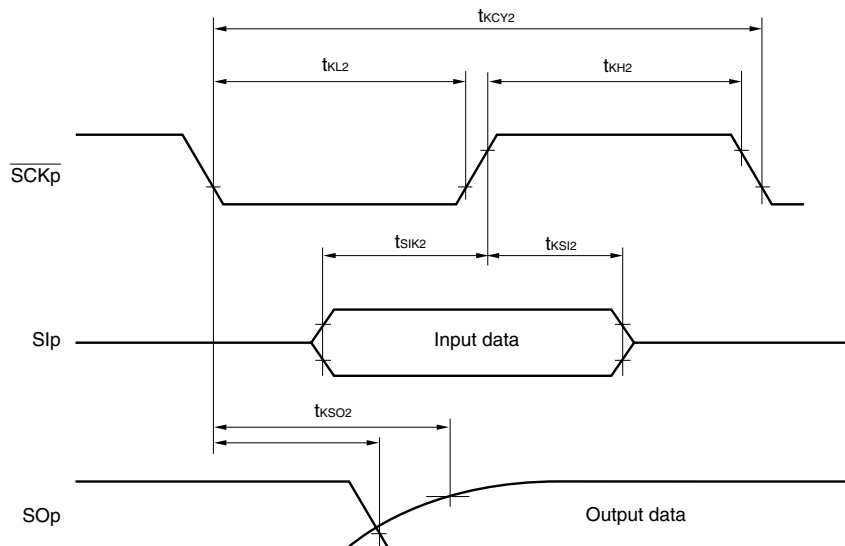 tKCY2
tKL2
tKH2
SCKp
tSIK2
tKSI2
SIp
Input data
tKSO2
SOp
Output data